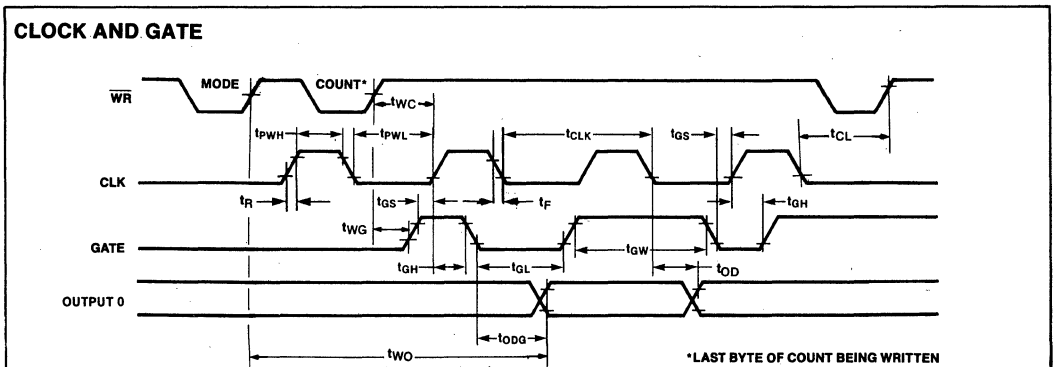 CLOCK AND GATE
MODE COUNT*
WR
tWC
tPWH tPWL tCLK tGS tCL
CLK
tR tGS tF tGH
tWG
GATE
tGH tGL tGW tOD
OUTPUT 0
tODG
tWO *LAST BYTE OF COUNT BEING WRITTEN